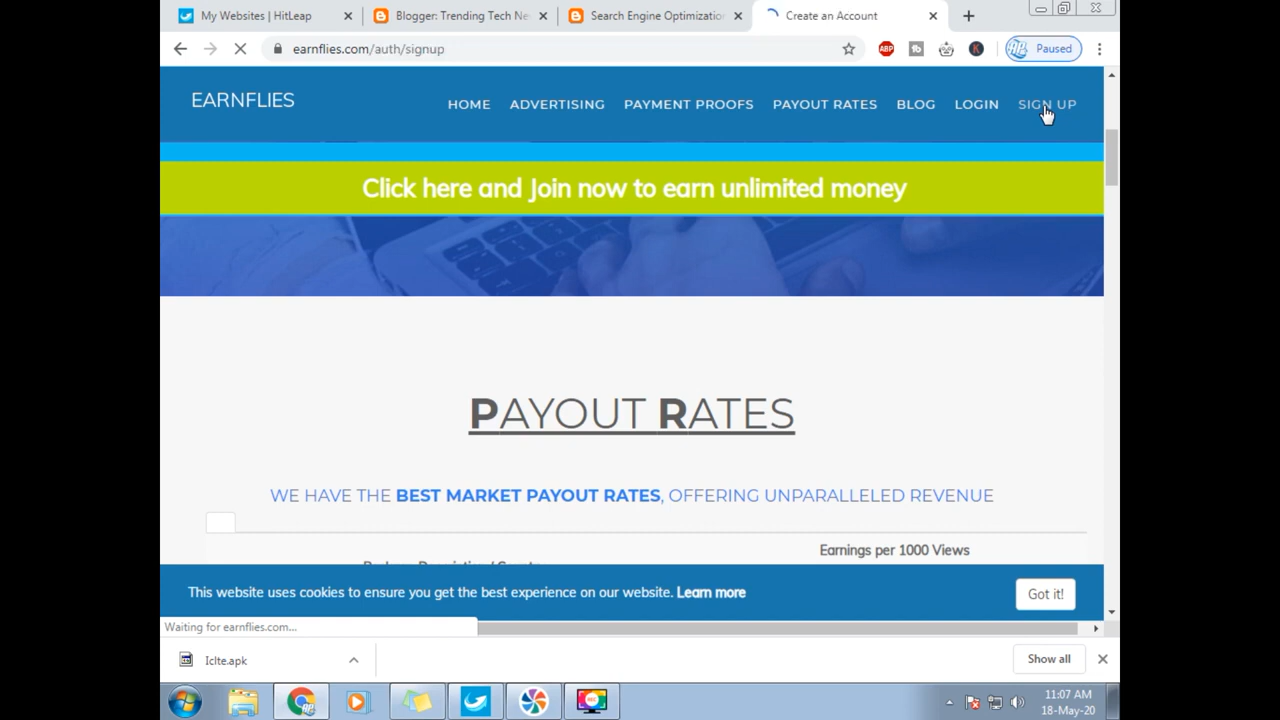 My Websites | HitLeap
Blogger: Trending Tech Ne
Search Engine Optimization
Create an Account
earnflies.com/auth/signup
ABP
K
Paused
EARNFLIES
HOME
ADVERTISING
PAYMENT PROOFS
PAYOUT RATES
BLOG
LOGIN
SIGN UP
Click here and Join now to earn unlimited money
PAYOUT RATES
WE HAVE THE BEST MARKET PAYOUT RATES, OFFERING UNPARALLELED REVENUE
Earnings per 1000 Views
This website uses cookies to ensure you get the best experience on our website. Learn more
Got it!
Waiting for earnflies.com...
Iclte.apk
Show all
11:07 AM
18-May-20